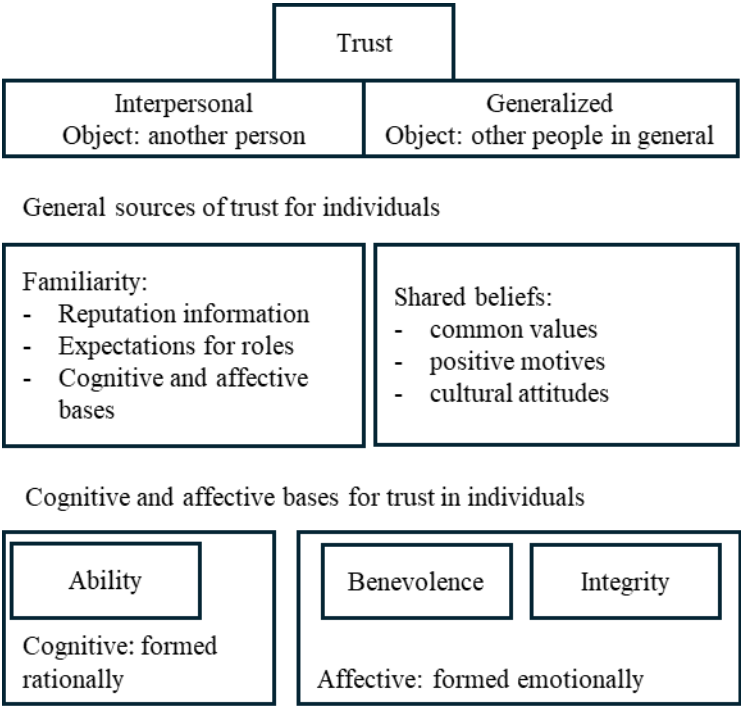 Trust
Interpersonal
Object: another person
Generalized
Object: other people in general
General sources of trust for individuals
Familiarity:
- Reputation information
- Expectations for roles
- Cognitive and affective
bases
Shared beliefs:
- common values
- positive motives
- cultural attitudes
Cognitive and affective bases for trust in individuals
Ability
Cognitive: formed
rationally
Benevolence
Integrity
Affective: formed emotionally